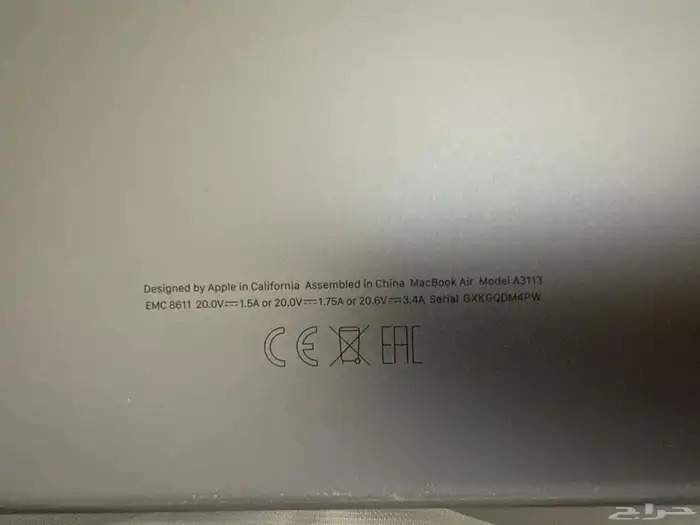 Designed by Apple in California Assembled in China MacBook Air Model A3113
EMC 8611 20.0V⎓1.5A or 20.0V⎓1.75A or 20.6V⎓3.4A Serial GXKGQDM4PW
CE EAC
حراج